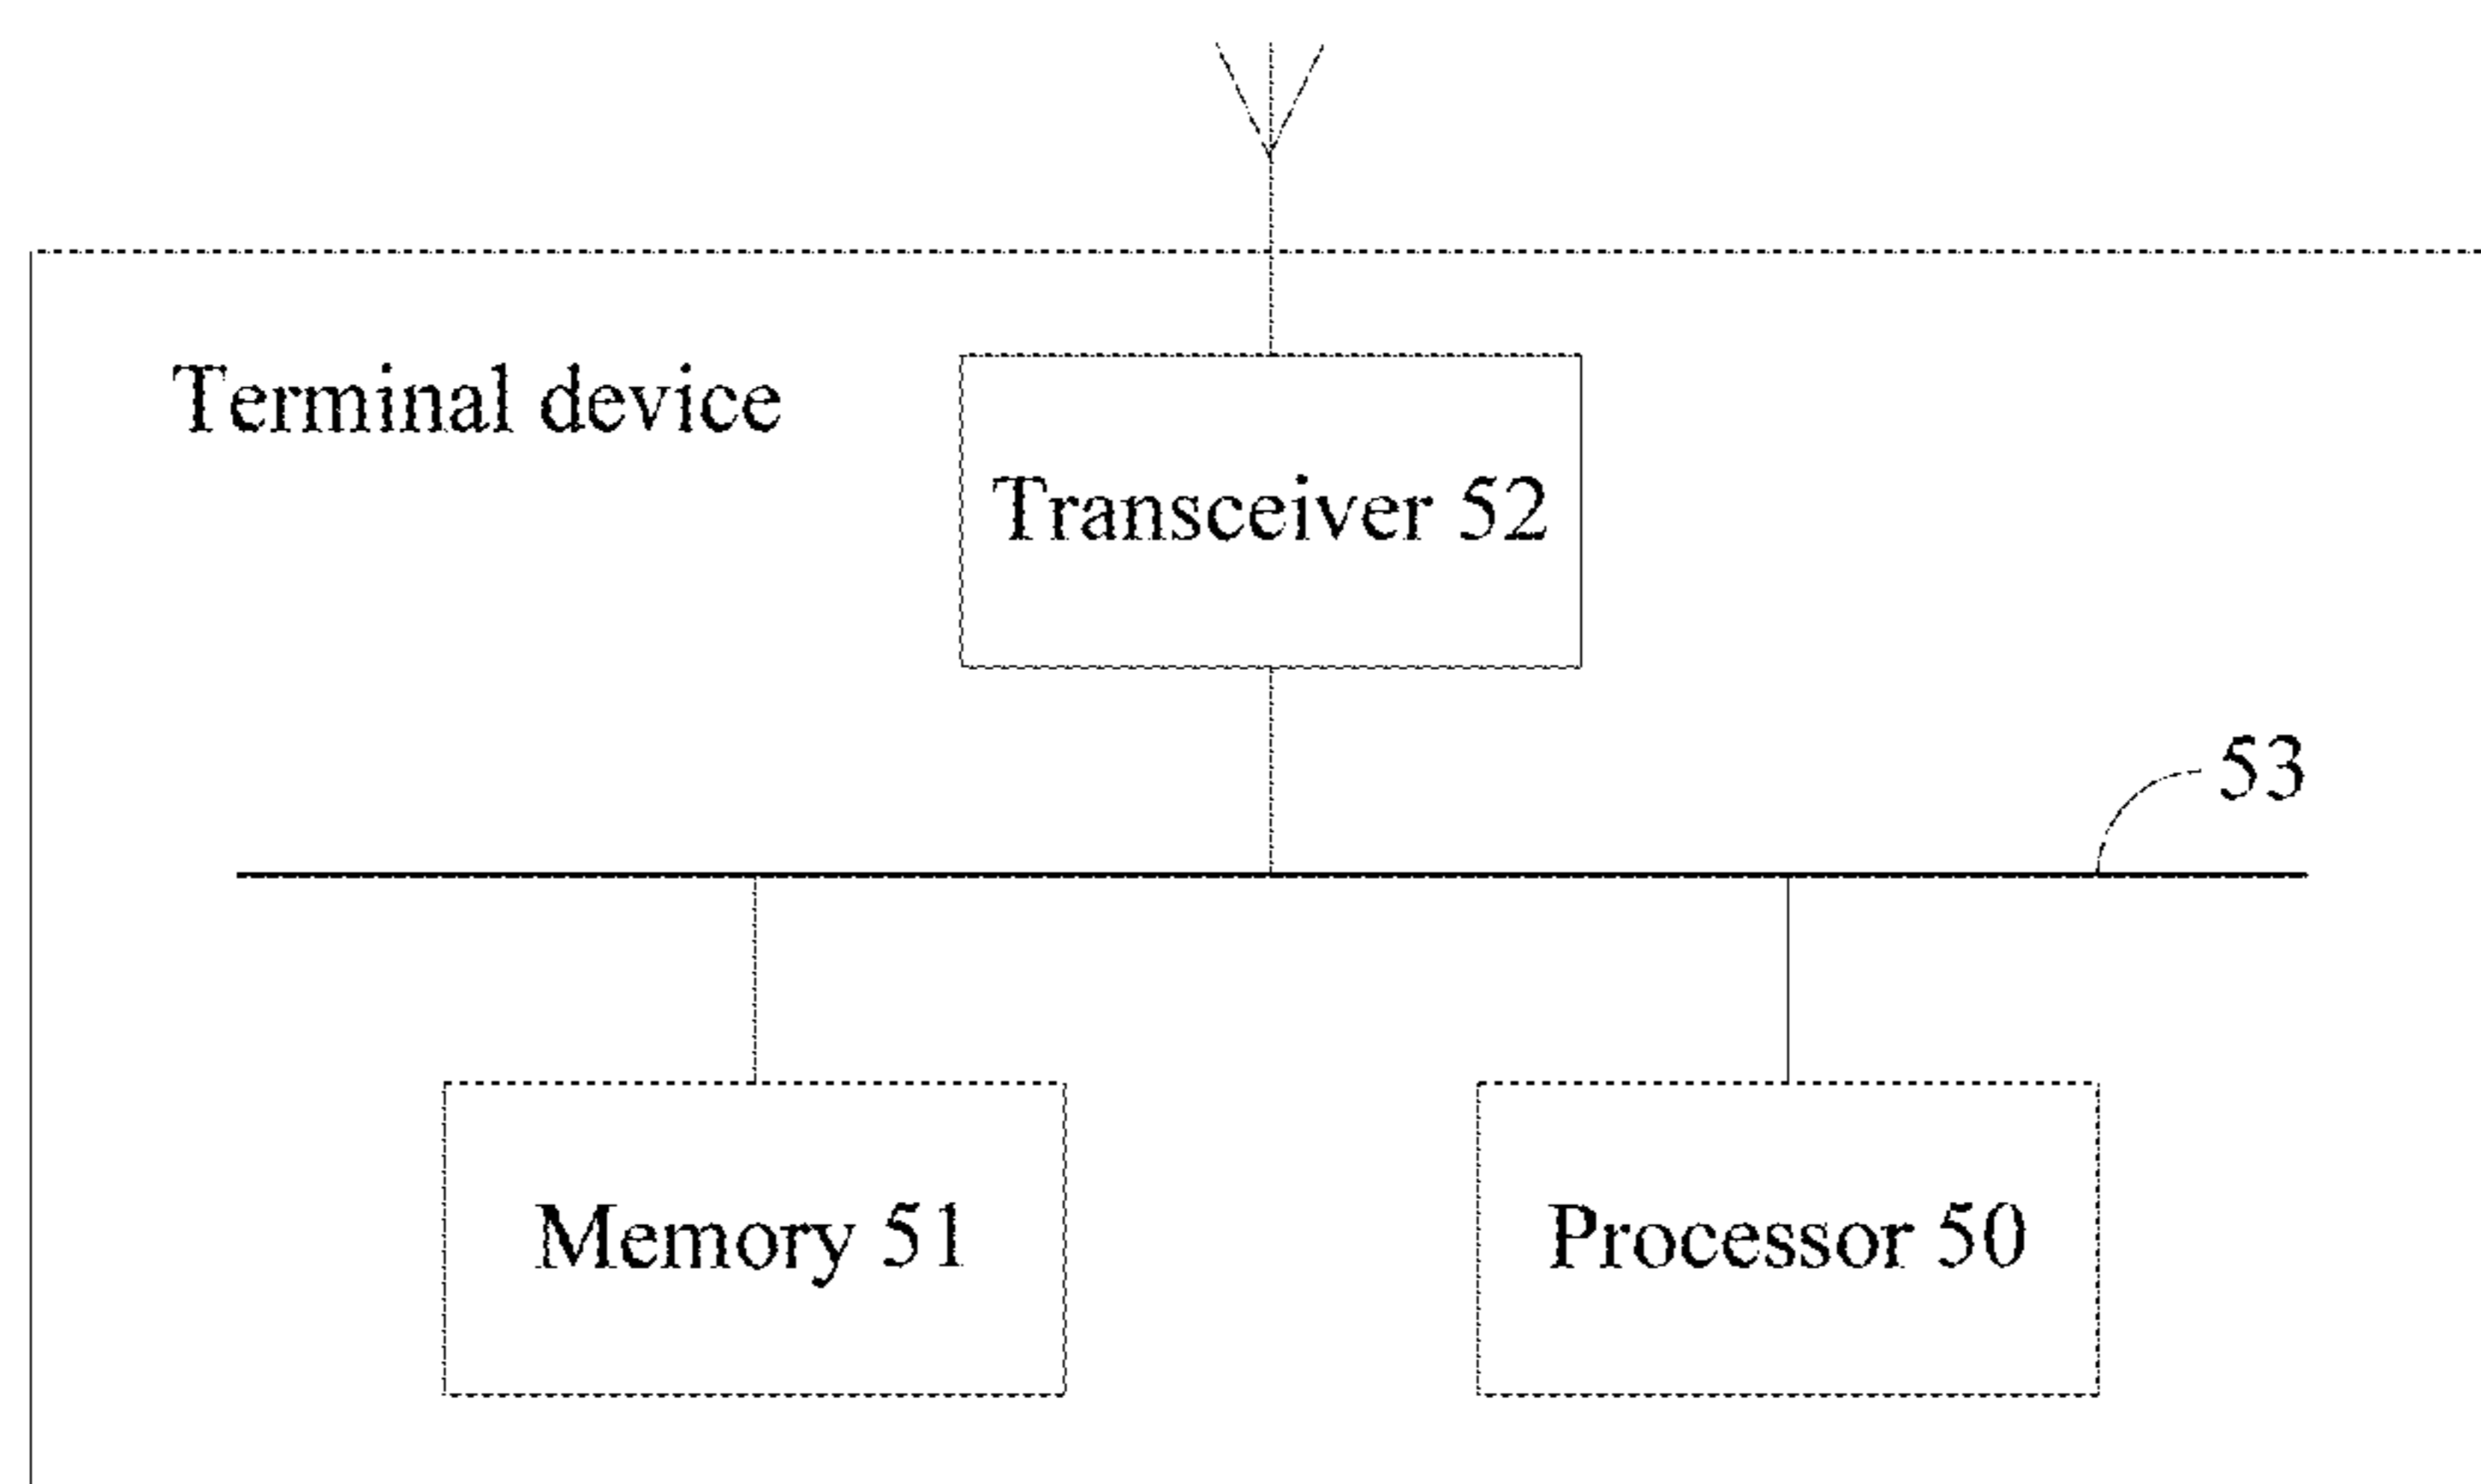 Terminal device
Transceiver 52
53
Memory 51
Processor 50